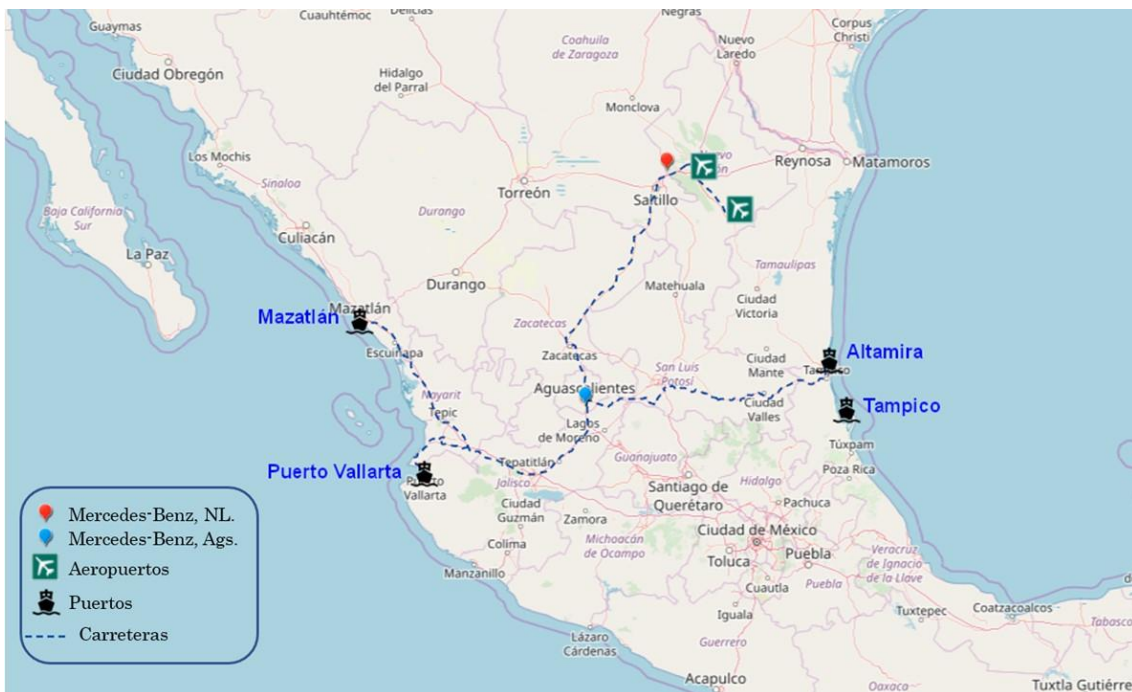 Guaymas
Cuauhtémoc
Delicias
Negras
Corpus
Christi
Ciudad Obregón
Coahuila
de Zaragoza
Nuevo
Laredo
Hidalgo
del Parral
Monclova
Los Mochis
Reynosa
Matamoros
Sinaloa
Torreón
Saltillo
Baja California
Sur
Durango
Culiacán
La Paz
Tamaulipas
Durango
Matehuala
Ciudad
Victoria
Mazatlán
Mazatlán
Zacatecas
Escuinapa
Zacatecas
Ciudad
Mante
Altamira
Tampico
San Luis
Potosí
Aguascalientes
Nayarit
Ciudad
Valles
Tampico
Tepic
Lagos
de Moreno
Túxpam
Puerto Vallarta
Tepatitlán
Guanajuato
Poza Rica
Puerto
Vallarta
Jalisco
Santiago de
Querétaro
Hidalgo
Pachuca
Ciudad
Guzmán
Zamora
Ciudad de México
Colima
Michoacán
de Ocampo
Toluca
Puebla
Veracruz
de Ignacio
de la Llave
Manzanillo
Cuautla
Puebla
Iguala
Tuxtepec
Coatzacoalcos
Tabasco
Lázaro
Cárdenas
Guerrero
Oaxaca
Acapulco
Tuxtla Gutiérre
Mercedes-Benz, NL.
Mercedes-Benz, Ags.
Aeropuertos
Puertos
Carreteras